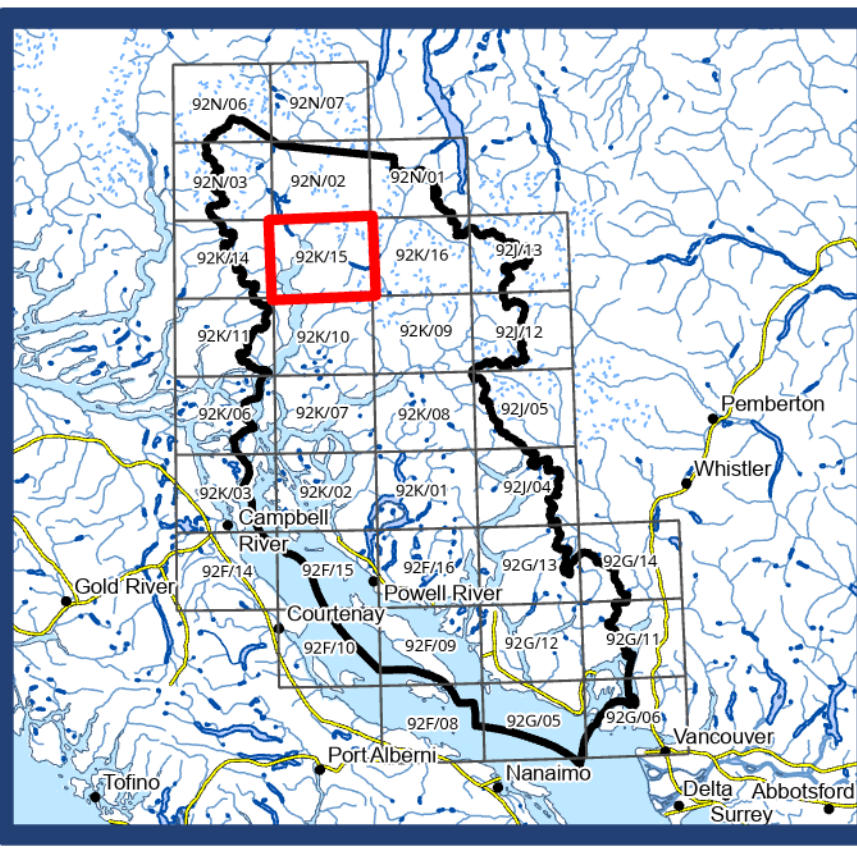 92N/06
92N/07
92N/03
92N/02
92N/01
92K/14
92K/15
92K/16
92J/13
92K/11
92K/10
92K/09
92J/12
92K/06
92K/07
92K/08
92J/05
Pemberton
Whistler
92K/03
92K/02
92K/01
92J/04
Campbell
River
92F/14
92F/15
92F/16
92G/13
92G/14
Gold River
Powell River
Courtenay
92F/10
92F/09
92G/12
92G/11
92F/08
92G/05
92G/06
Vancouver
Port Alberni
Nanaimo
Tofino
Delta
Abbotsford
Surrey